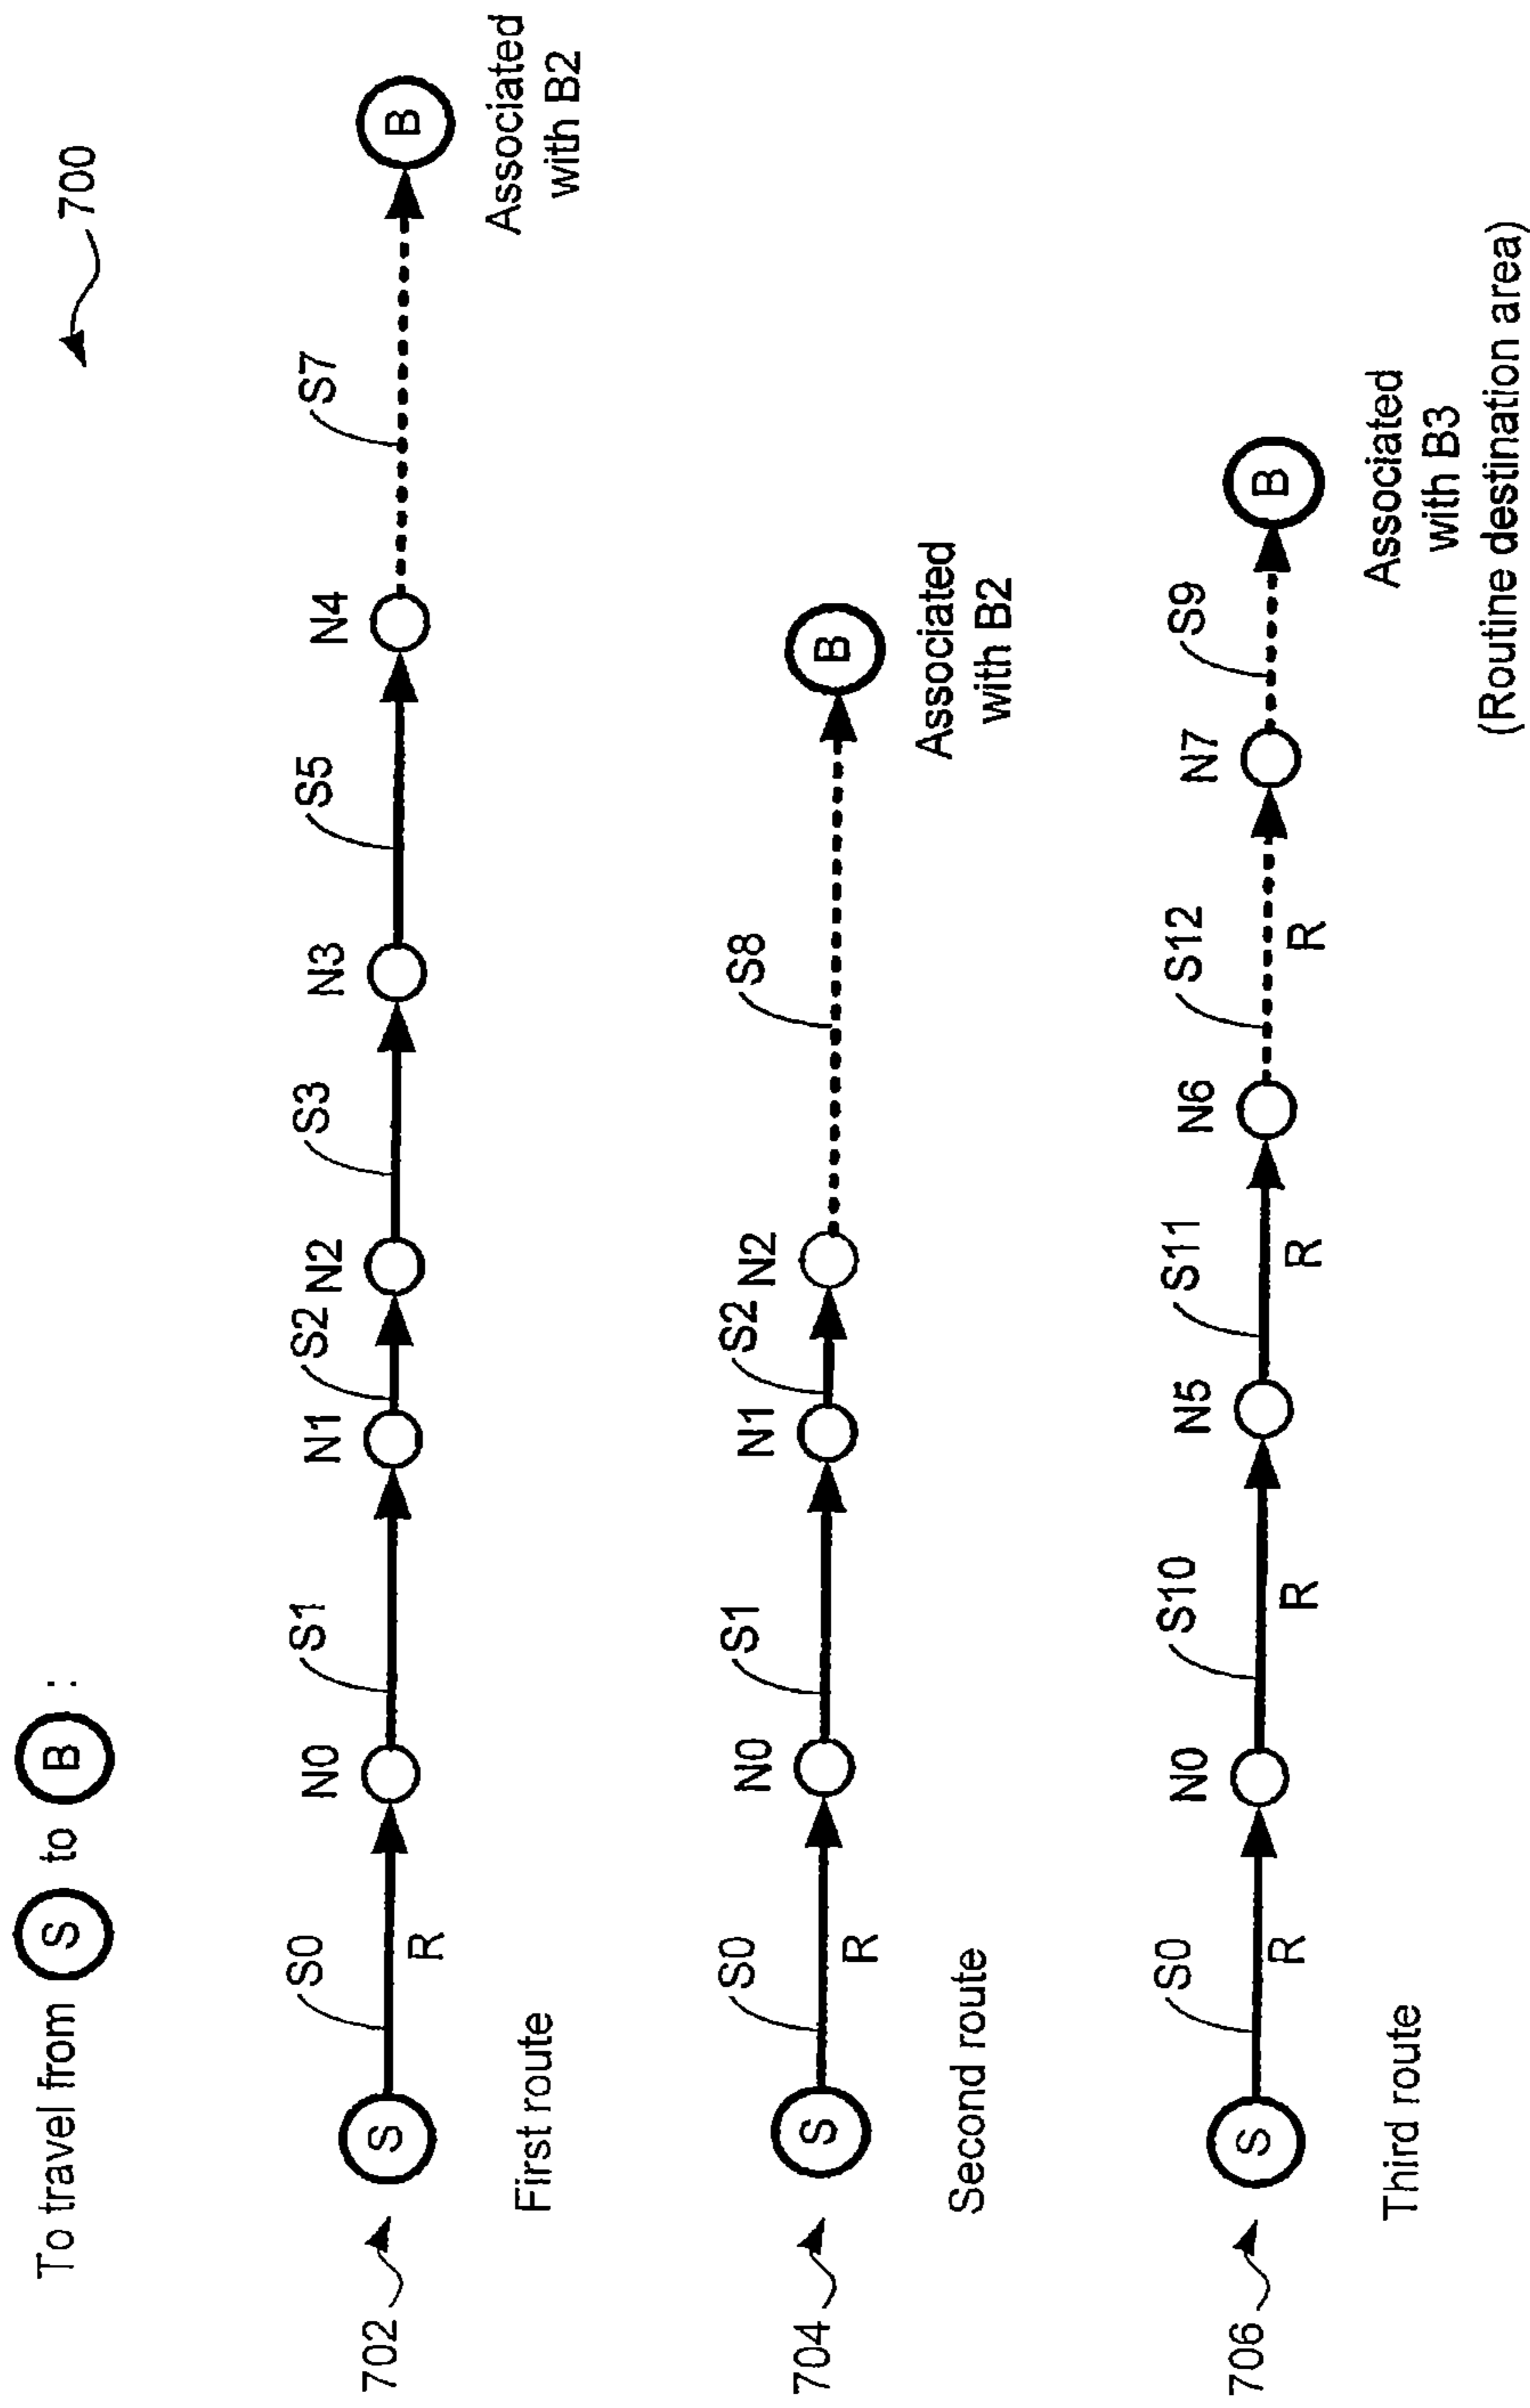 700
To travel from S to B :
S7
S5
S3
S2
S1
S0
S
N0
N1
N2
N3
N4
B
R
702
First route
Associated
with B2
S8
S2
S1
S0
S
N0
N1
N2
B
R
704
Second route
Associated
with B2
S9
S12
S11
S10
S0
S
N0
N5
N6
N7
B
R
R
R
R
706
Third route
Associated
with B3
(Routine destination area)